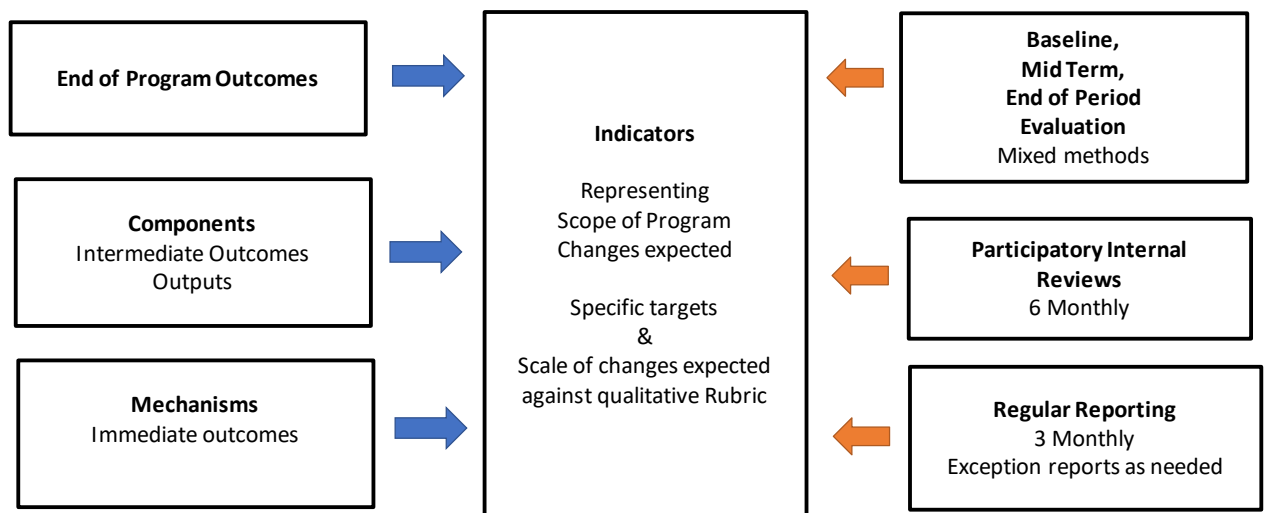 End of Program Outcomes
Components
Intermediate Outcomes
Outputs
Mechanisms
Immediate outcomes
Indicators
Representing
Scope of Program
Changes expected
Specific targets
&
Scale of changes expected
against qualitative Rubric
Baseline,
Mid Term,
End of Period
Evaluation
Mixed methods
Participatory Internal
Reviews
6 Monthly
Regular Reporting
3 Monthly
Exception reports as needed